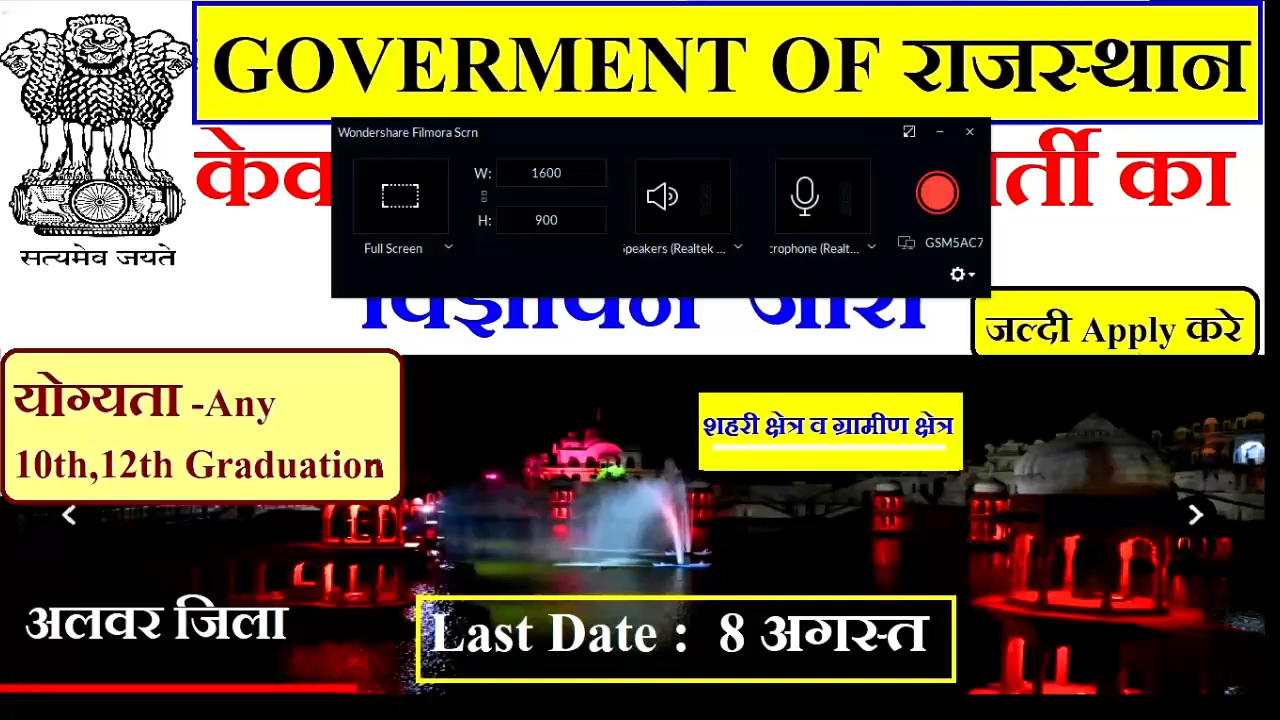 GOVERMENT OF राजस्थान
Wondershare Filmora Scrn
W: 1600
H: 900
Full Screen
GSM5AC7
का
सत्यमेव जयते
विज्ञापन जारी
जल्दी Apply करे
योग्यता -Any
10th,12th Graduation
शहरी क्षेत्र व ग्रामीण क्षेत्र
अलवर जिला
Last Date : 8 अगस्त